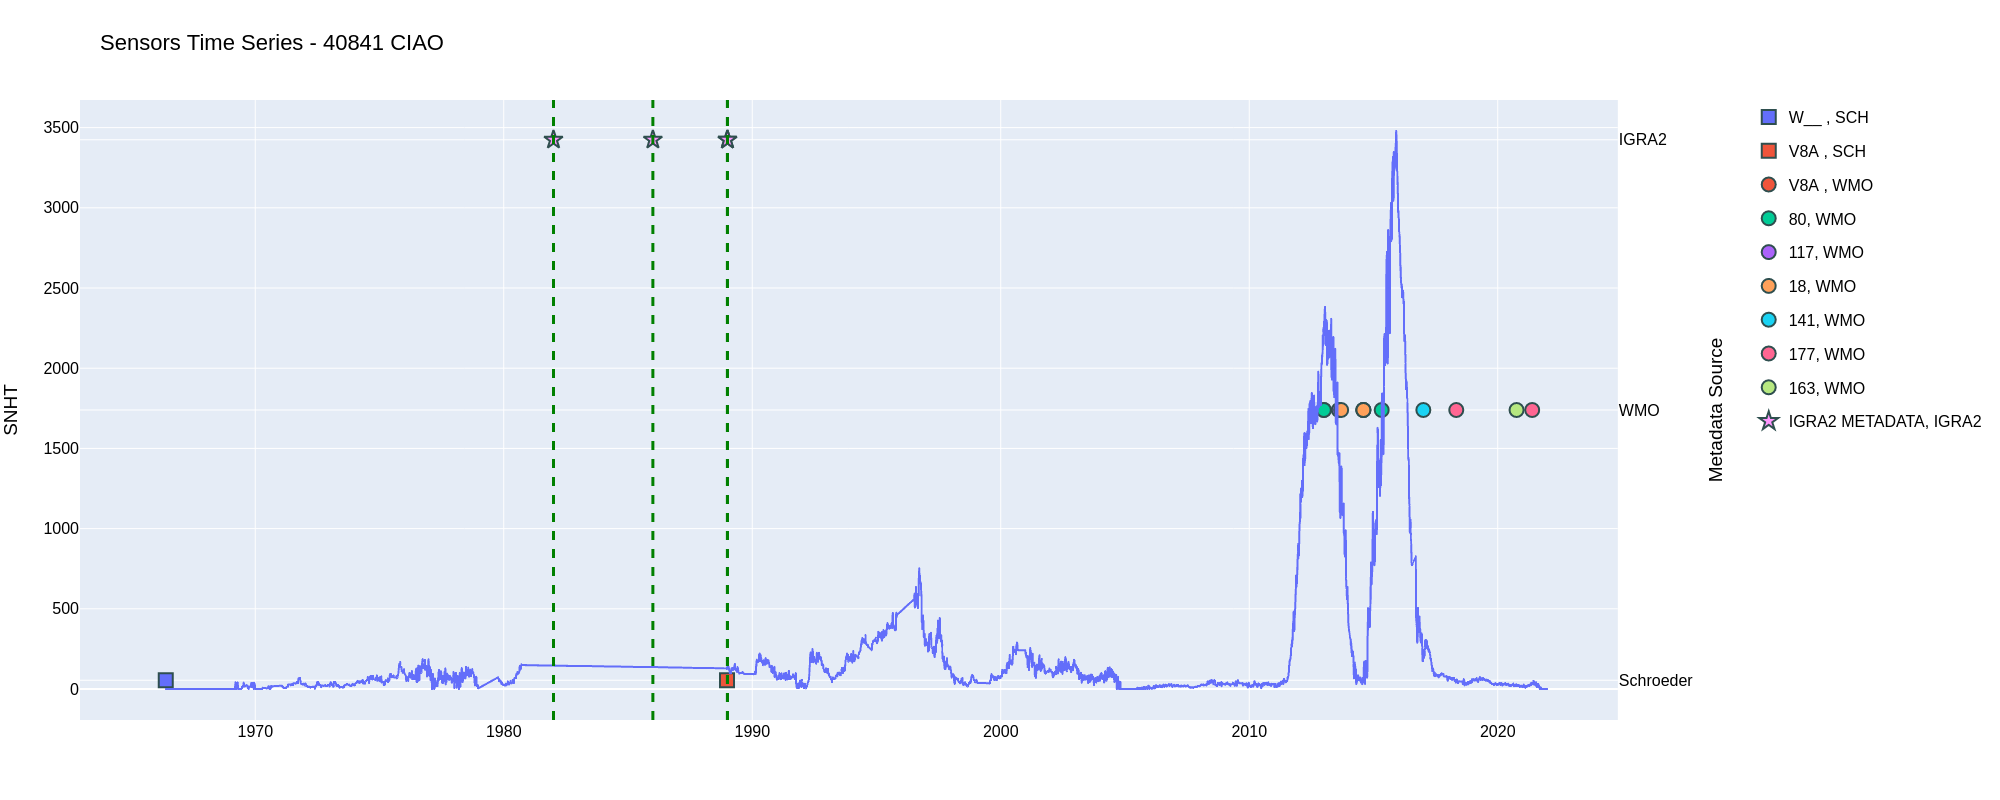 Sensors Time Series - 40841 CIAO
SNHT
3500
3000
2500
2000
1500
1000
500
0
1970
1980
1990
2000
2010
2020
IGRA2
WMO
Schroeder
Metadata Source
W__ , SCH
V8A , SCH
V8A , WMO
80, WMO
117, WMO
18, WMO
141, WMO
177, WMO
163, WMO
IGRA2 METADATA, IGRA2